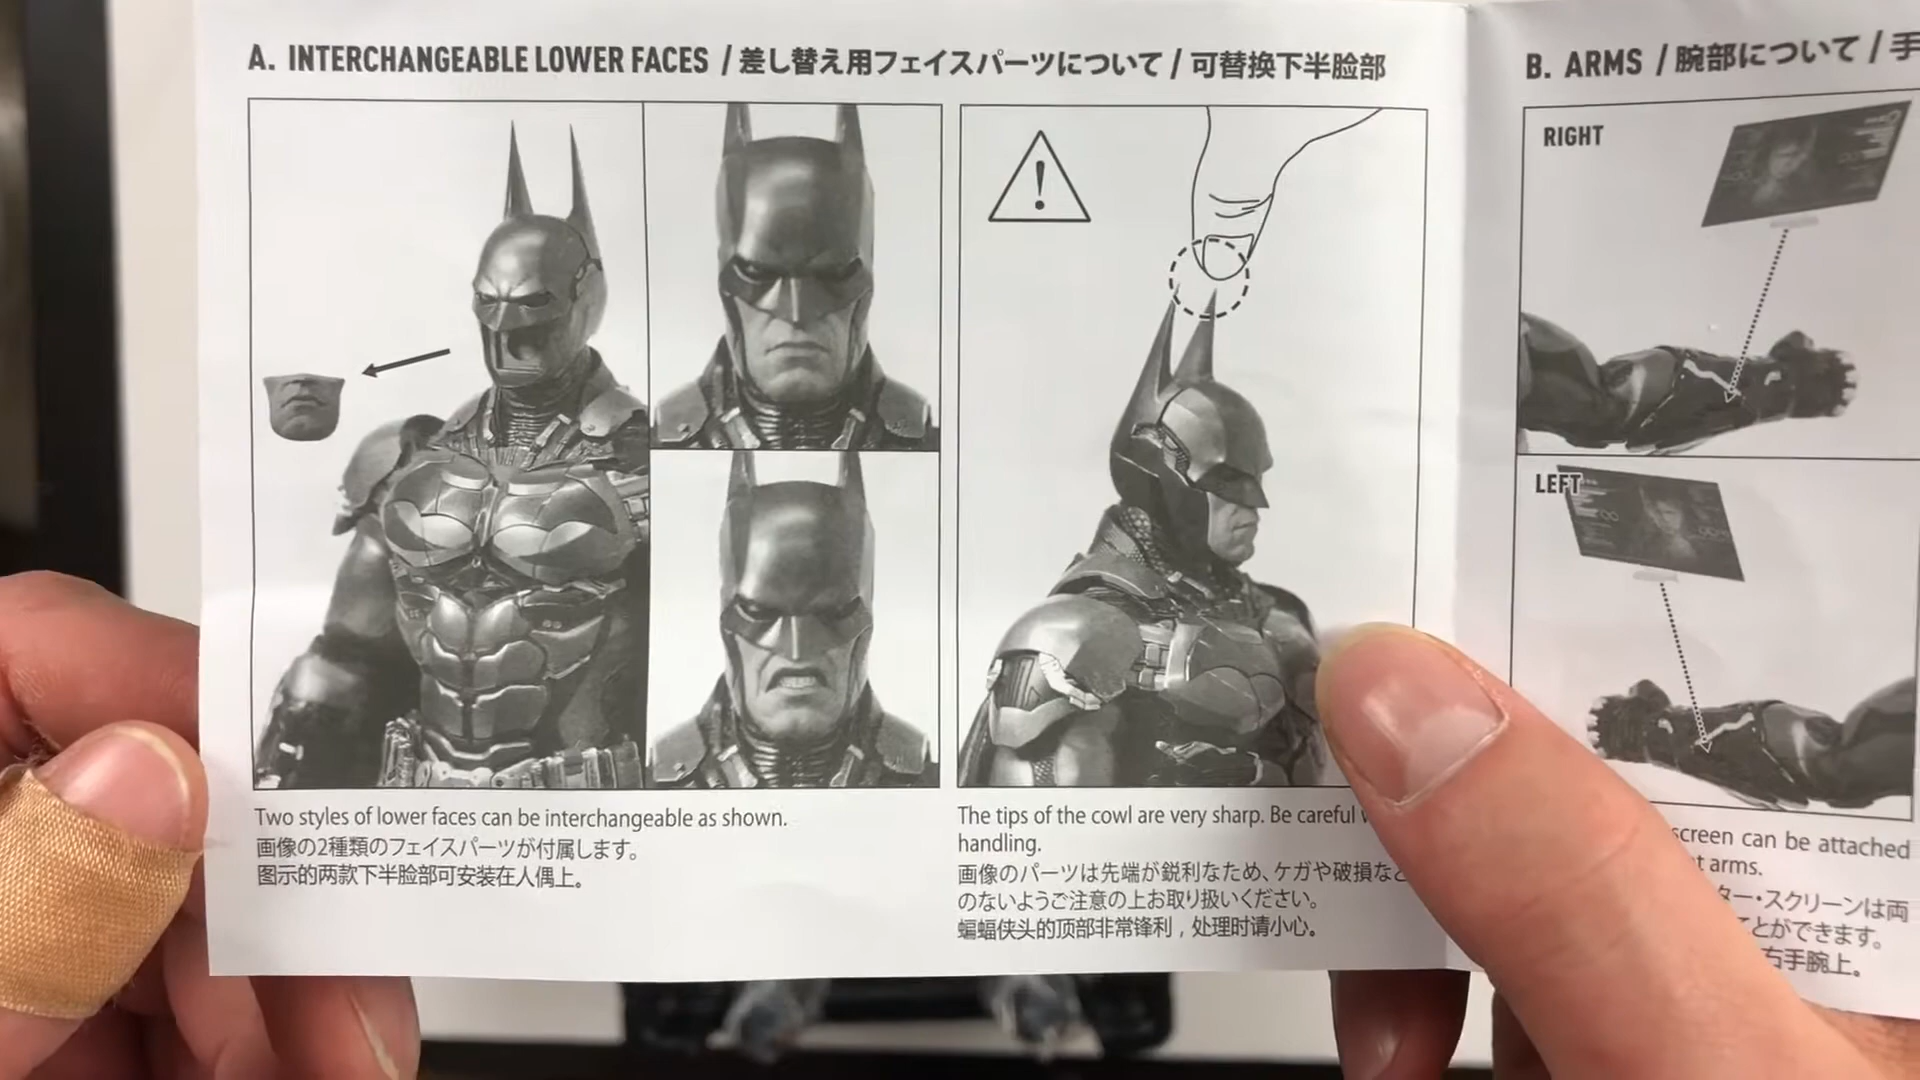 A. INTERCHANGEABLE LOWER FACES / 差し替え用フェイスパーツについて / 可替换下半脸部
Two styles of lower faces can be interchangeable as shown.
画像の2種類のフェイスパーツが付属します。
图示的两款下半脸部可安装在人偶上。
The tips of the cowl are very sharp. Be careful
handling.
画像のパーツは先端が鋭利なため、ケガや破損など
のないようご注意の上お取り扱いください。
蝙蝠侠头的顶部非常锋利，处理时请小心。
B. ARMS / 腕部について / 手
RIGHT
LEFT
screen can be attached
arms.
ター・スクリーンは両
ことができます。
右手腕上。